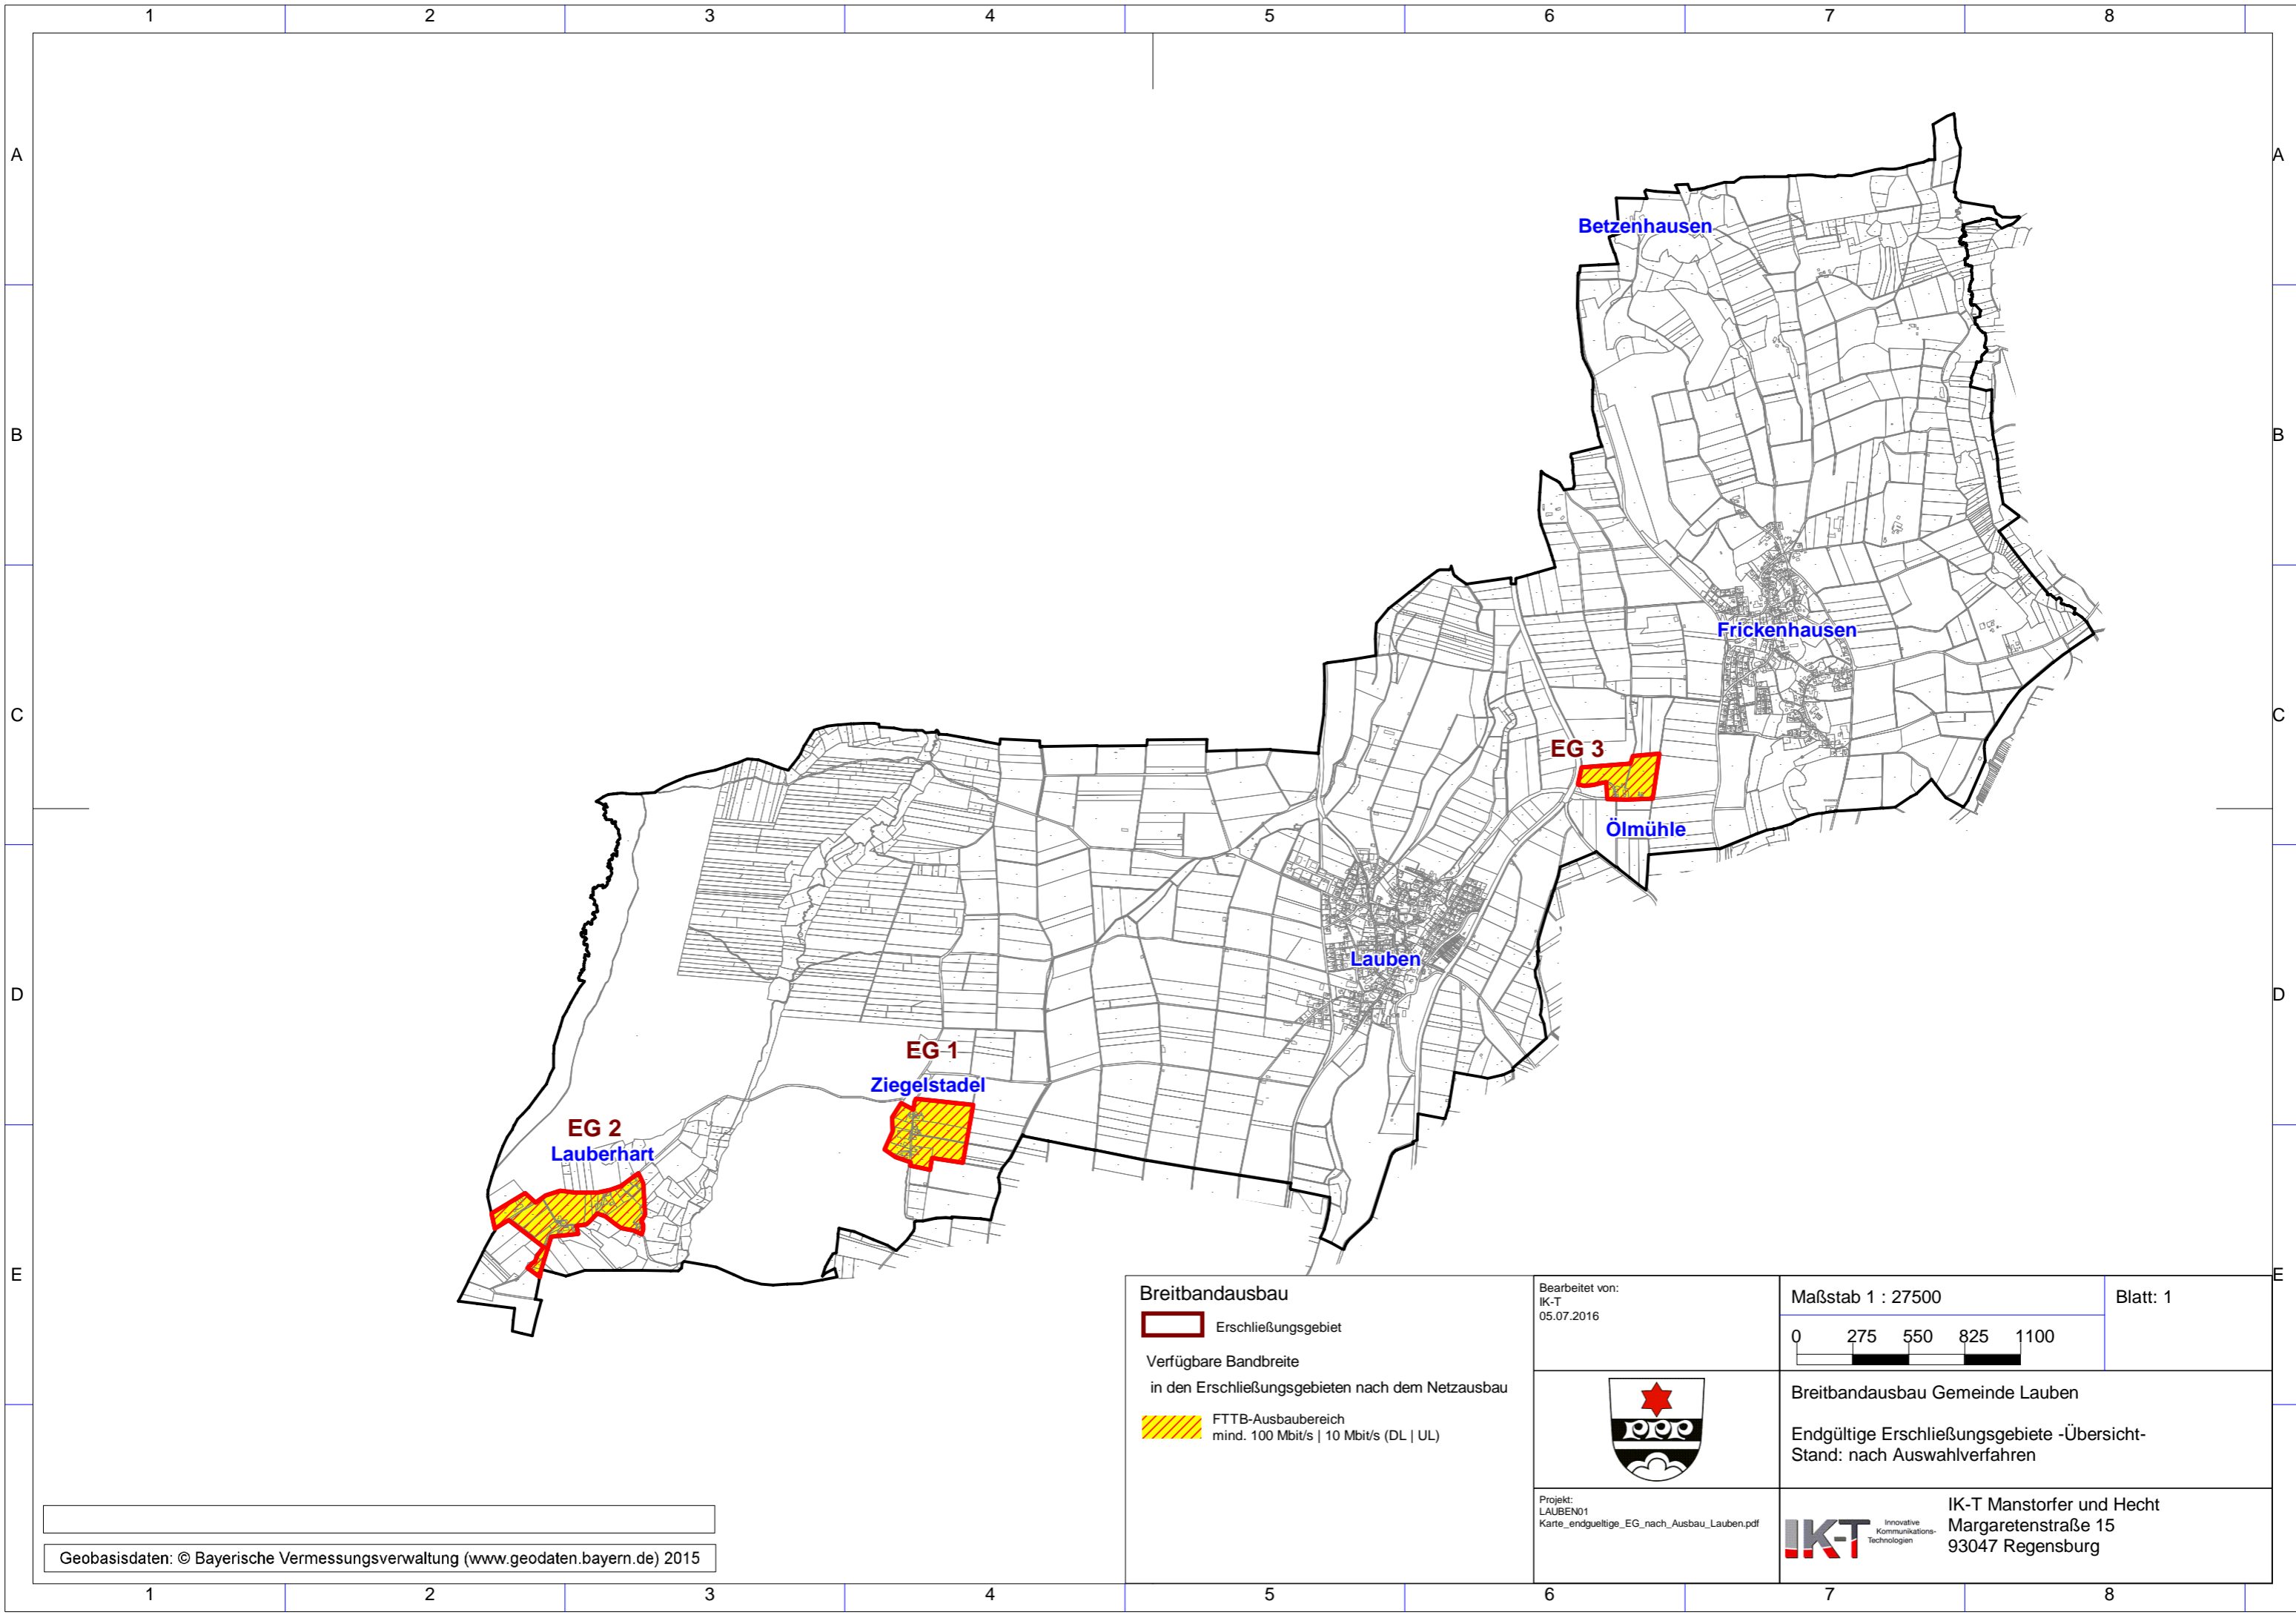 1 2 3 4 5 6 7 8
A A
Betzenhausen
B B
Frickenhausen
C C
EG 3
Ölmühle
Lauben
D D
EG 1
Ziegelstadel
EG 2
Lauberhart
E E
Breitbandausbau
Erschließungsgebiet
Verfügbare Bandbreite
in den Erschließungsgebieten nach dem Netzausbau
FTTB-Ausbaubereich
mind. 100 Mbit/s | 10 Mbit/s (DL | UL)
Bearbeitet von:
IK-T
05.07.2016
Maßstab 1 : 27500
Blatt: 1
0 275 550 825 1100
Breitbandausbau Gemeinde Lauben
Endgültige Erschließungsgebiete -Übersicht-
Stand: nach Auswahlverfahren
Projekt:
LAUBEN01
Karte_endgueltige_EG_nach_Ausbau_Lauben.pdf
IK-T
Innovative
Kommunikations-
Technologien
IK-T Manstorfer und Hecht
Margaretenstraße 15
93047 Regensburg
Geobasisdaten: © Bayerische Vermessungsverwaltung (www.geodaten.bayern.de) 2015
1 2 3 4 5 6 7 8